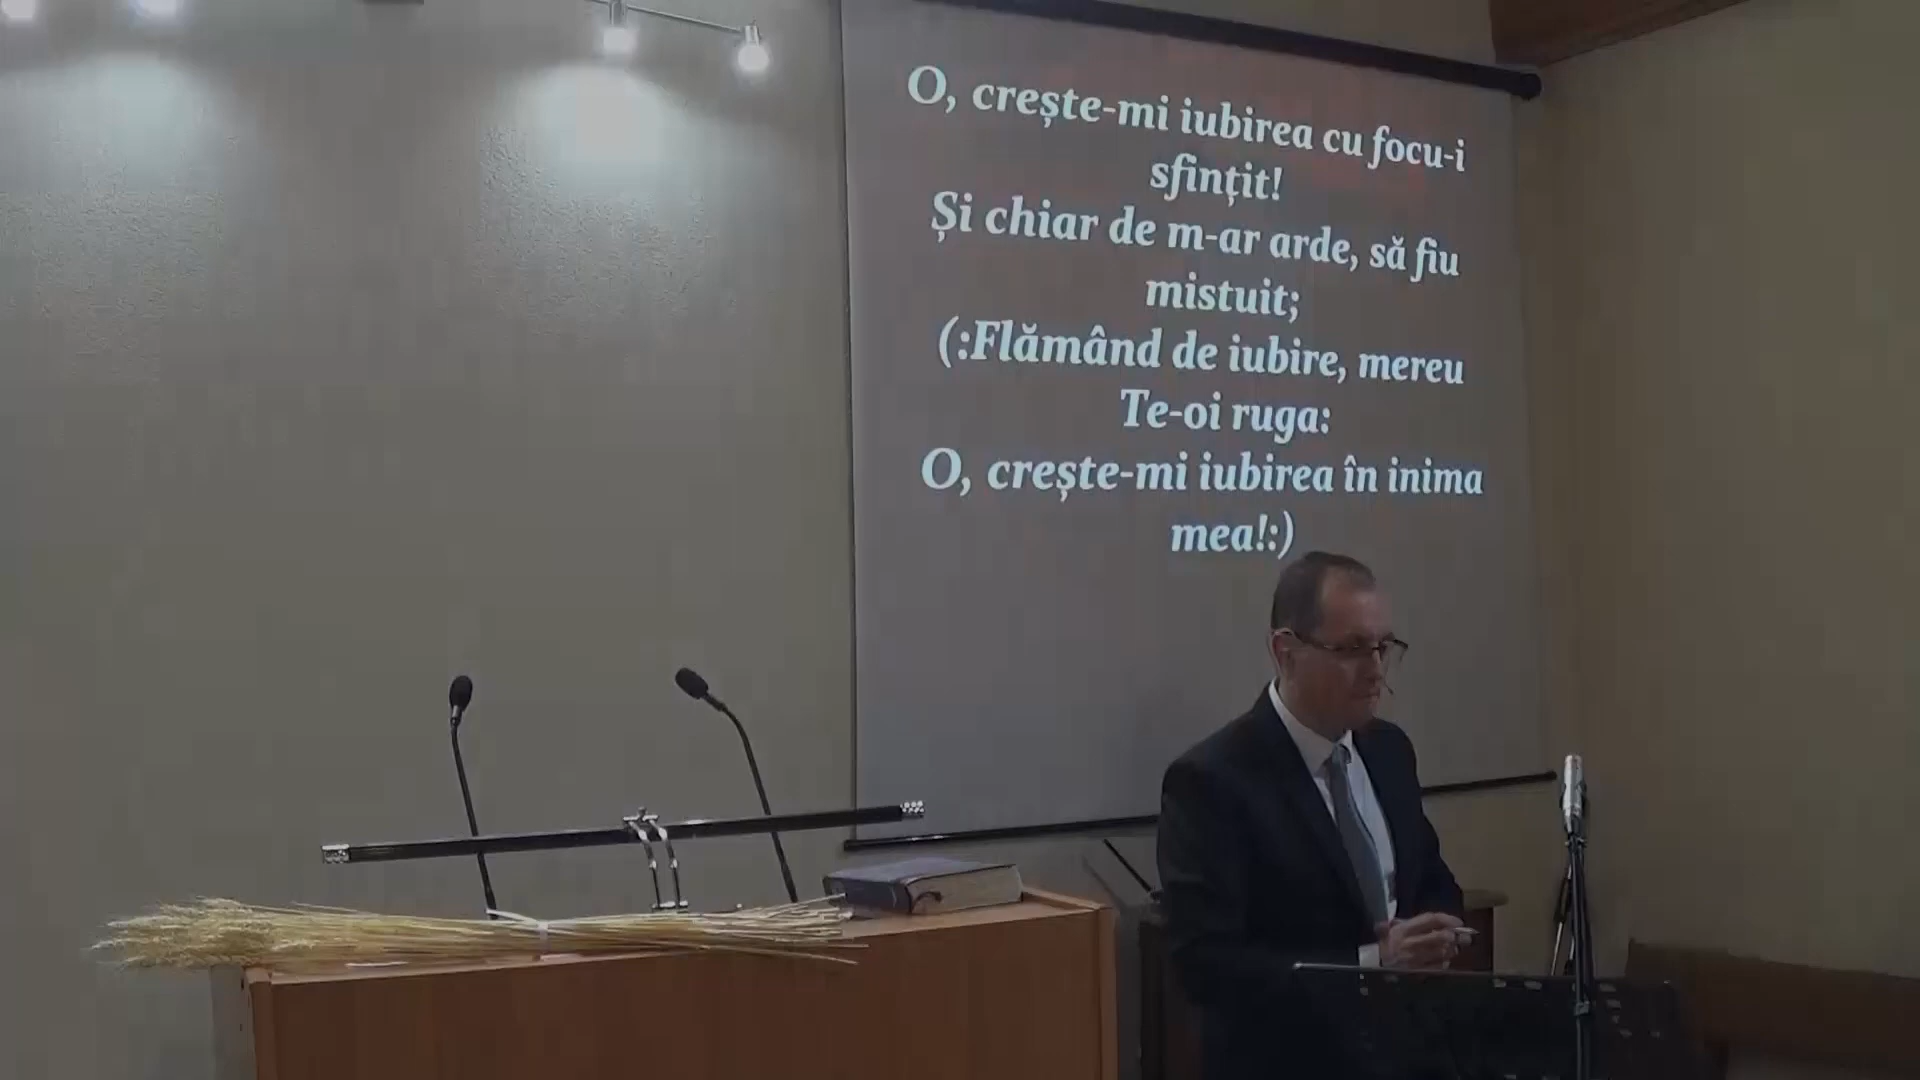 O, crește-mi iubirea cu focu-i
sfințit!
Și chiar de m-ar arde, să fiu
mistuit;
(:Flămând de iubire, mereu
Te-oi ruga:
O, crește-mi iubirea în inima
mea!:)